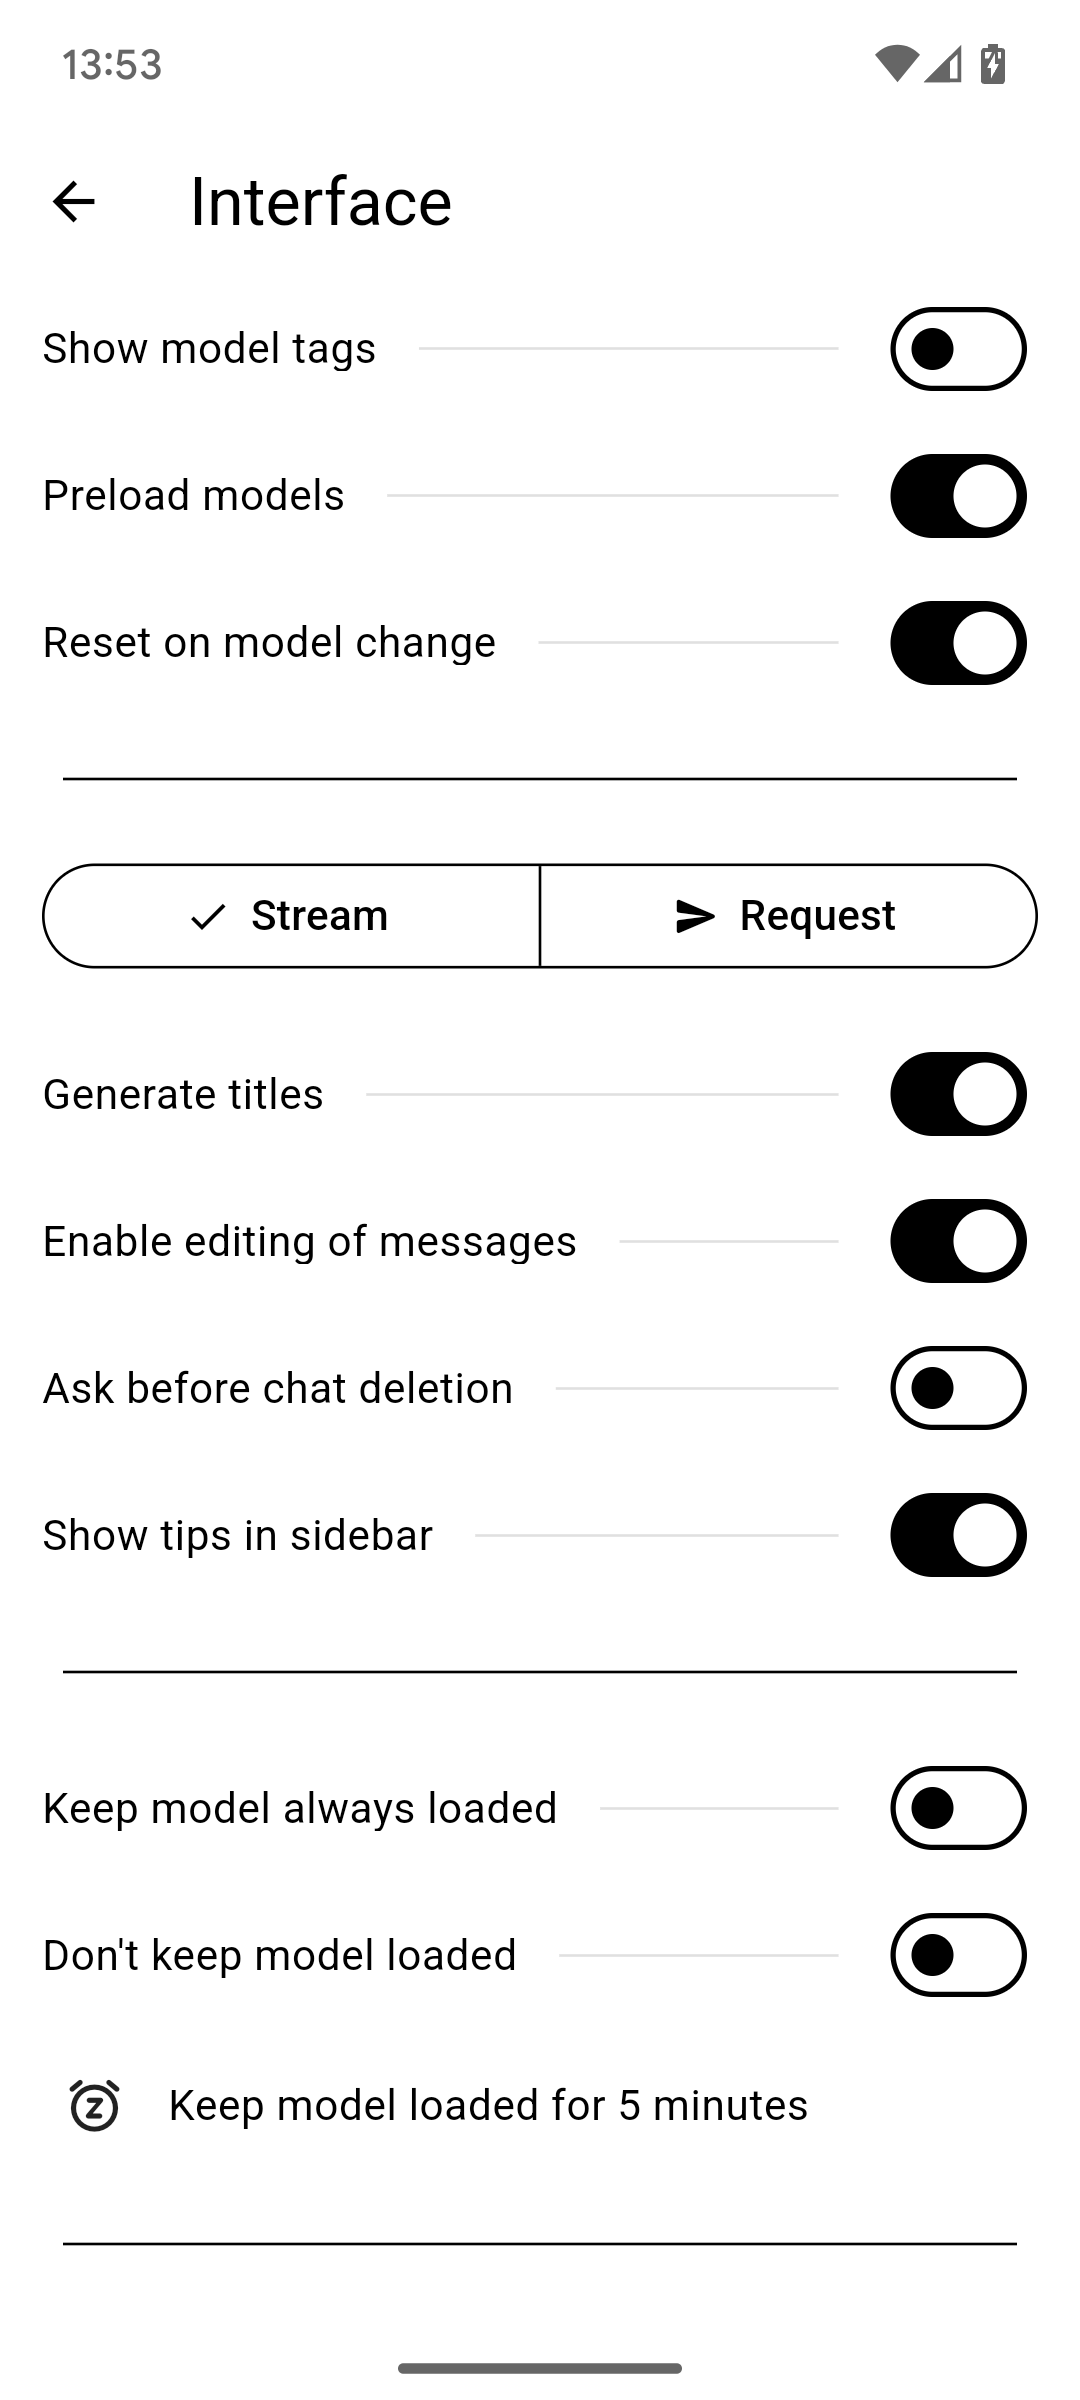 13:53
Interface
Show model tags
Preload models
Reset on model change
Stream
Request
Generate titles
Enable editing of messages
Ask before chat deletion
Show tips in sidebar
Keep model always loaded
Don't keep model loaded
Keep model loaded for 5 minutes